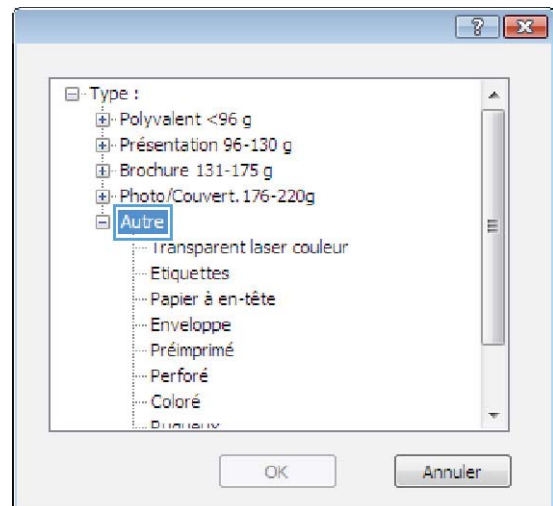 Type :
Polyvalent <96 g
Présentation 96-130 g
Brochure 131-175 g
Photo/Couvert. 176-220g
Autre
Transparent laser couleur
Etiquettes
Papier à en-tête
Enveloppe
Préimprimé
Perforé
Coloré
OK Annuler